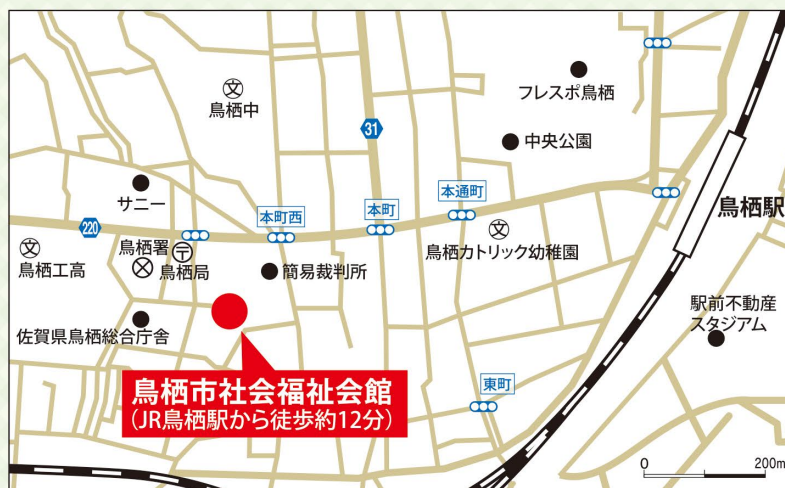 フレスポ鳥栖
文
鳥栖中
31
中央公園
サニー
本町西
本町
本通町
鳥栖駅
220
文
鳥栖工高
鳥栖署
鳥栖局
簡易裁判所
文
鳥栖カトリック幼稚園
佐賀県鳥栖総合庁舎
駅前不動産
スタジアム
鳥栖市社会福祉会館
(JR鳥栖駅から徒歩約12分)
東町
0 200m